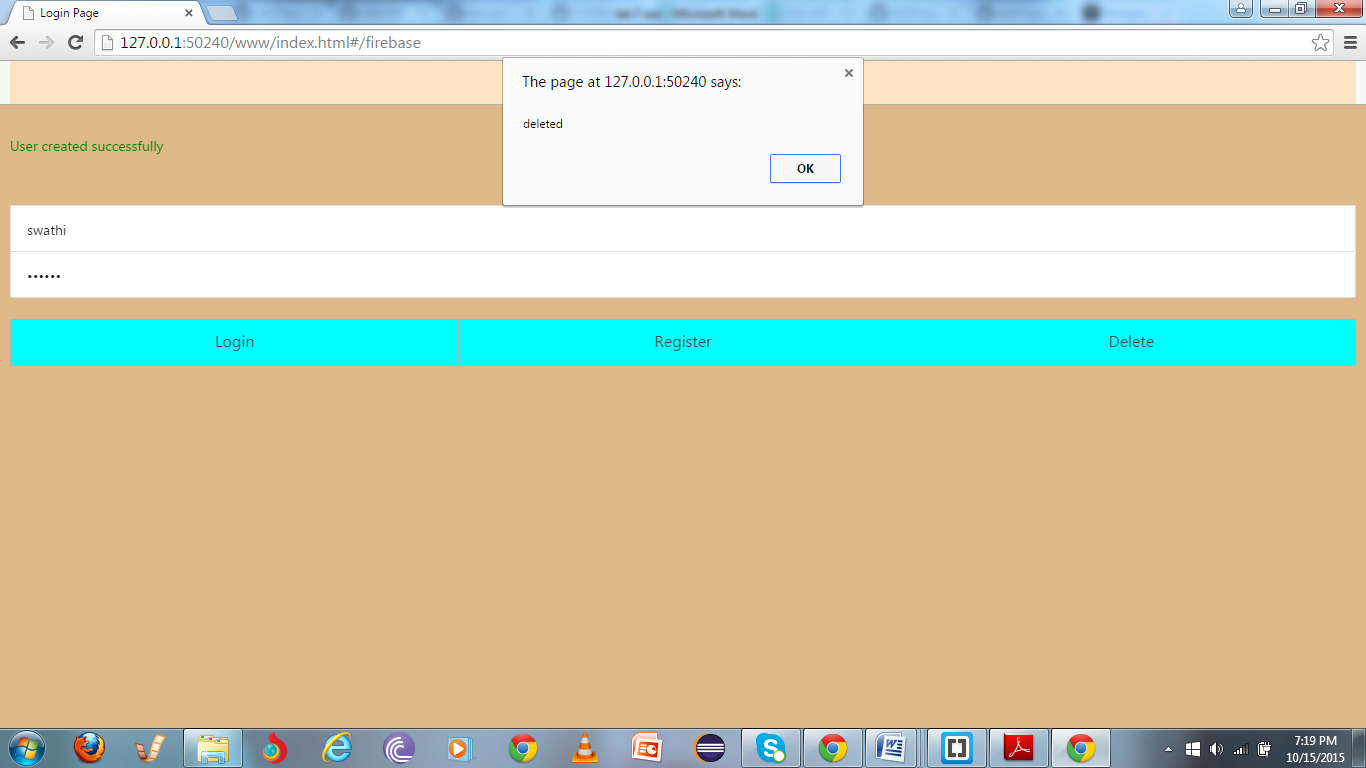 Login Page
127.0.0.1:50240/www/index.html#/firebase
The page at 127.0.0.1:50240 says:
deleted
OK
User created successfully
swathi
••••••
Login Register Delete
7:19 PM
10/15/2015